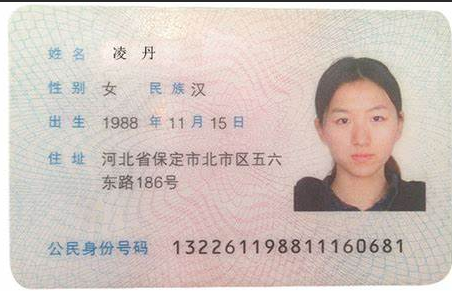 姓名 凌丹
性别 女 民族 汉
出生 1988 年 11 月 15 日
住址 河北省保定市北市区五六
东路186号
公民身份号码 132261198811160681